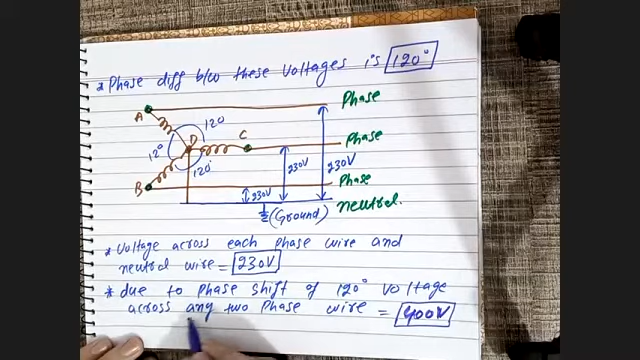 * Phase diff b/w these Voltages is 120°
Phase
A
120
C
Phase
12°
D
120
230V
230V
B
Phase
230V
(Ground)
neutral.
* Voltage across each phase wire and
neutral wire = 230V
* due to phase shift of 120° voltage
across any two phase wire = 400V